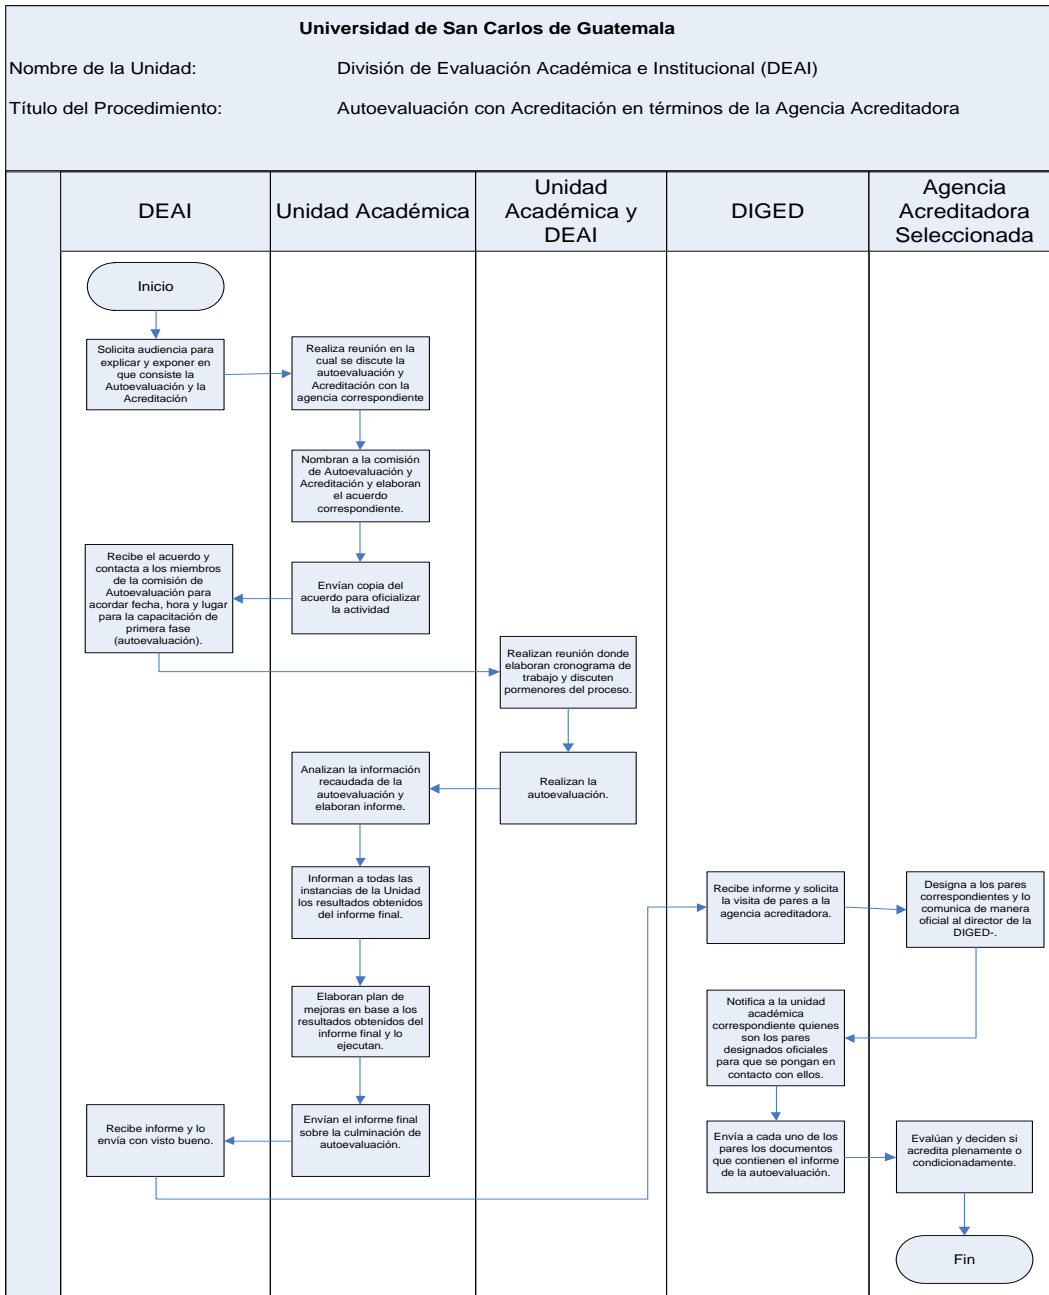 Universidad de San Carlos de Guatemala
Nombre de la Unidad: División de Evaluación Académica e Institucional (DEAI)
Título del Procedimiento: Autoevaluación con Acreditación en términos de la Agencia Acreditadora
DEAI
Unidad Académica
Unidad
Académica y
DEAI
DIGED
Agencia
Acreditadora
Seleccionada
Inicio
Solicita audiencia para
explicar y exponer en
que consiste la
Autoevaluación y la
Acreditación
Realiza reunión en la
cual se discute la
autoevaluación y
Acreditación con la
agencia correspondiente
Nombran a la comisión
de Autoevaluación y
Acreditación y elaboran
el acuerdo
correspondiente.
Envían copia del
acuerdo para oficializar
la actividad
Recibe el acuerdo y
contacta a los miembros
de la comisión de
Autoevaluación para
acordar fecha, hora y lugar
para la capacitación de
primera fase
(autoevaluación).
Realizan reunión donde
elaboran cronograma de
trabajo y discuten
pormenores del proceso.
Realizan la
autoevaluación.
Analizan la información
recaudada de la
autoevaluación y
elaboran informe.
Informan a todas las
instancias de la Unidad
los resultados obtenidos
del informe final.
Elaboran plan de
mejoras en base a los
resultados obtenidos del
informe final y lo
ejecutan.
Envían el informe final
sobre la culminación de
autoevaluación.
Recibe informe y lo
envía con visto bueno.
Recibe informe y solicita
la visita de pares a la
agencia acreditadora.
Designa a los pares
correspondientes y lo
comunica de manera
oficial al director de la
DIGED-.
Notifica a la unidad
académica
correspondiente quienes
son los pares
designados oficiales
para que se pongan en
contacto con ellos.
Envía a cada uno de los
pares los documentos
que contienen el informe
de la autoevaluación.
Evalúan y deciden si
acredita plenamente o
condicionadamente.
Fin